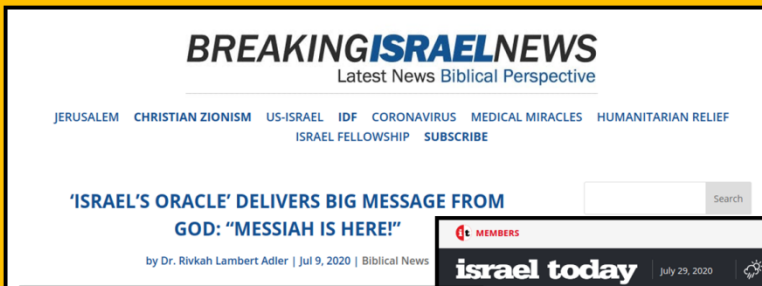 BREAKINGISRAELNEWS
Latest News Biblical Perspective
JERUSALEM CHRISTIAN ZIONISM US-ISRAEL IDF CORONAVIRUS MEDICAL MIRACLES HUMANITARIAN RELIEF
ISRAEL FELLOWSHIP SUBSCRIBE
'ISRAEL'S ORACLE' DELIVERS BIG MESSAGE FROM
GOD: “MESSIAH IS HERE!”
by Dr. Rivkah Lambert Adler | Jul 9, 2020 | Biblical News
Search
it MEMBERS
israel today July 29, 2020